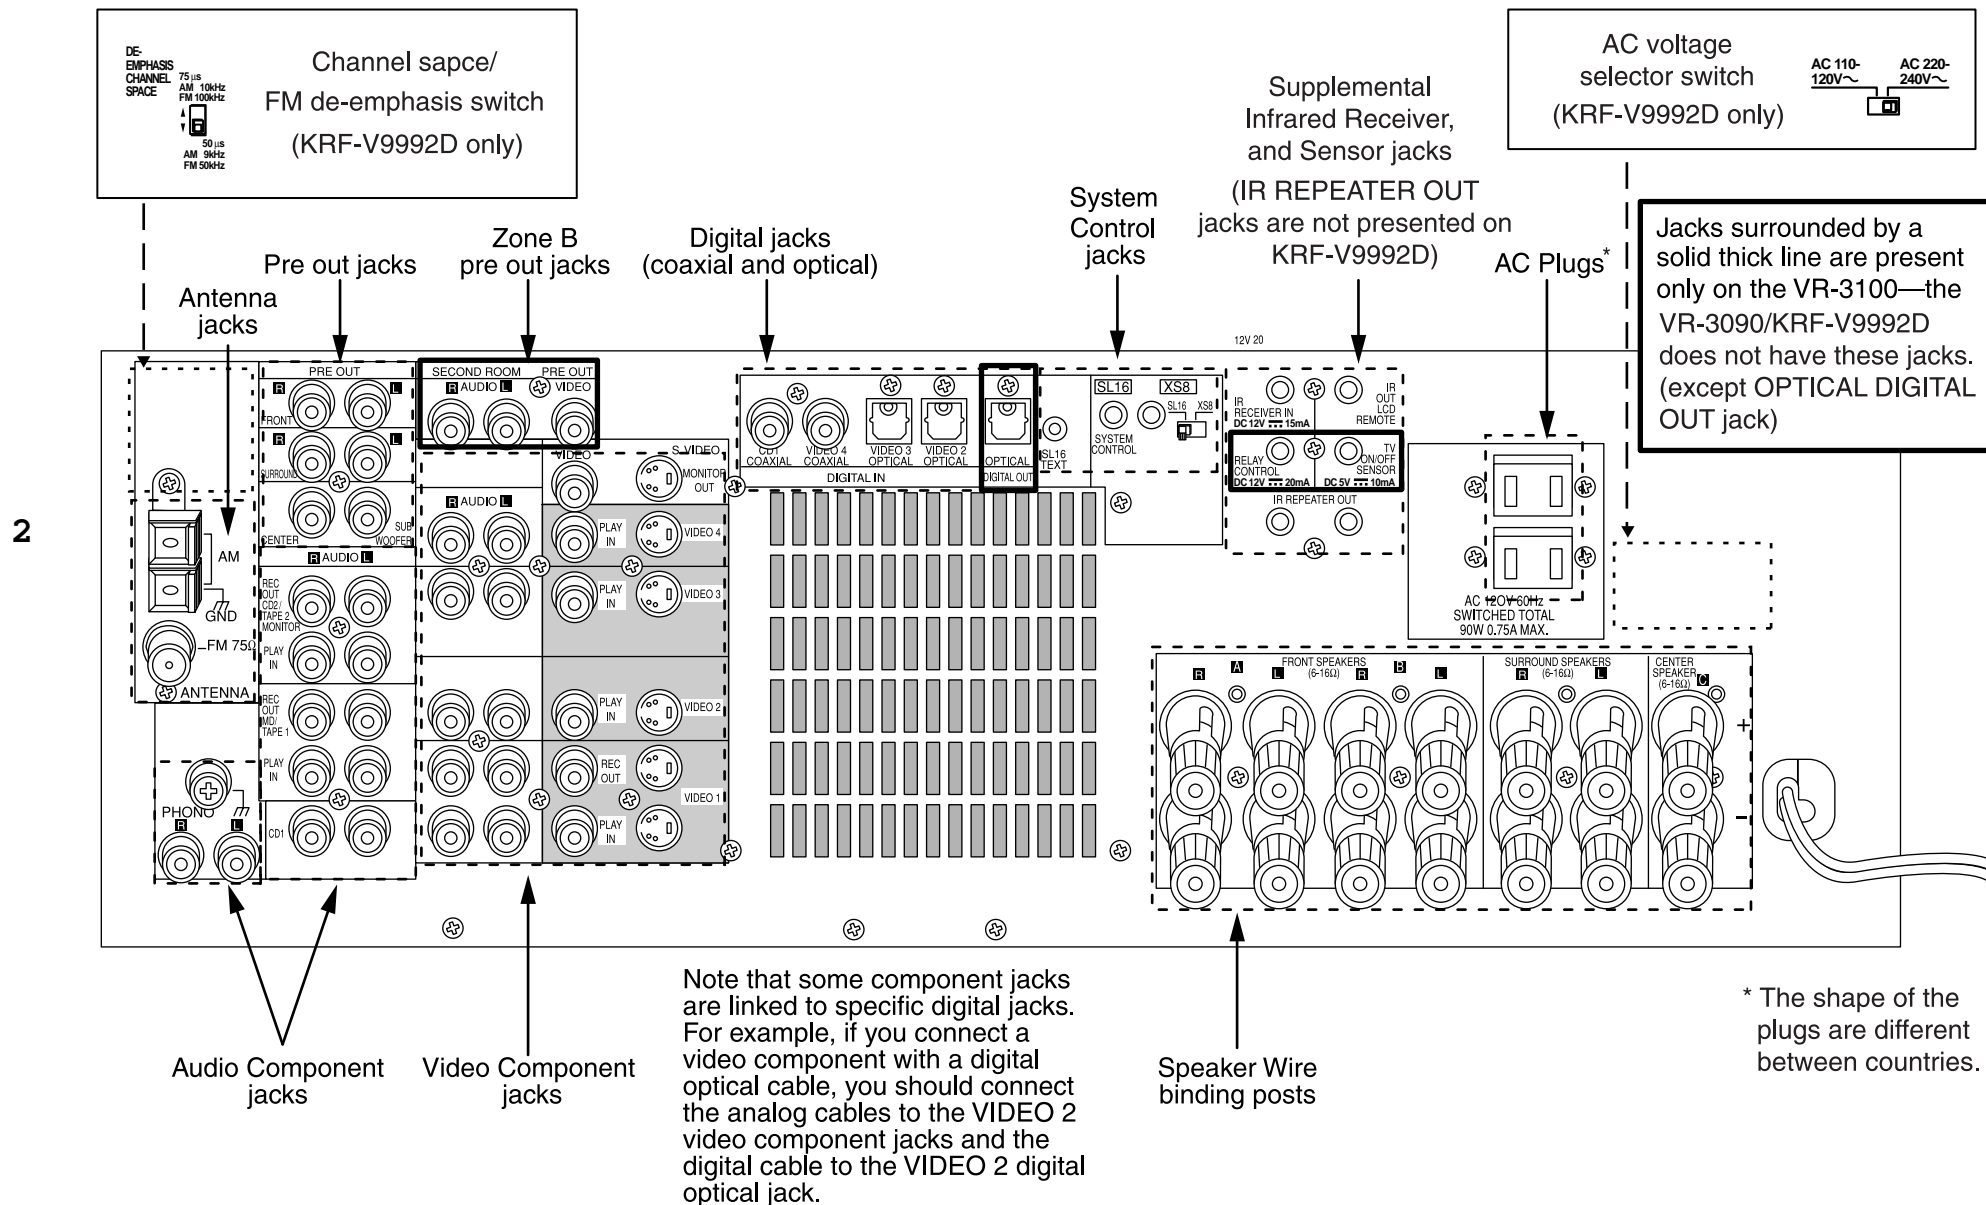 DE-
EMPHASIS
CHANNEL
SPACE
75 µs
AM 10kHz
FM 100kHz
50 µs
AM 9kHz
FM 50kHz
Channel sapce/
FM de-emphasis switch
(KRF-V9992D only)
AC voltage
selector switch
(KRF-V9992D only)
AC 110-
120V~
AC 220-
240V~
Supplemental
Infrared Receiver,
and Sensor jacks
(IR REPEATER OUT
jacks are not presented on
KRF-V9992D)
System
Control
jacks
Zone B
pre out jacks
Digital jacks
(coaxial and optical)
Pre out jacks
Antenna
jacks
AC Plugs*
Jacks surrounded by a
solid thick line are present
only on the VR-3100—the
VR-3090/KRF-V9992D
does not have these jacks.
(except OPTICAL DIGITAL
OUT jack)
12V 20
PRE OUT
R L
FRONT
R L
SURROUND
CENTER
SUB
WOOFER
SECOND ROOM PRE OUT
R AUDIO L VIDEO
CD1
COAXIAL
VIDEO 4
COAXIAL
VIDEO 3
OPTICAL
VIDEO 2
OPTICAL
OPTICAL
DIGITAL IN
DIGITAL OUT
SL16
TEXT
SL16
XS8
SL16 XS8
SYSTEM
CONTROL
IR
RECEIVER IN
DC 12V 15mA
IR
OUT
LCD
REMOTE
RELAY
CONTROL
DC 12V 20mA
TV
ON/OFF
SENSOR
DC 5V 10mA
IR REPEATER OUT
AC 12OV 60Hz
SWITCHED TOTAL
90W 0.75A MAX.
2
AM
GND
FM 75Ω
ANTENNA
R AUDIO L
REC
OUT
CD2/
TAPE 2
MONITOR
PLAY
IN
REC
OUT
MD/
TAPE 1
PLAY
IN
CD1
PHONO
R L
VIDEO
S VIDEO
MONITOR
OUT
R AUDIO L
PLAY
IN
VIDEO 4
PLAY
IN
VIDEO 3
PLAY
IN
VIDEO 2
REC
OUT
VIDEO 1
PLAY
IN
FRONT SPEAKERS
(6-16Ω)
R A L R B L
SURROUND SPEAKERS
(6-16Ω)
R L
CENTER
SPEAKER
(6-16Ω)
C
+
−
Audio Component
jacks
Video Component
jacks
Note that some component jacks
are linked to specific digital jacks.
For example, if you connect a
video component with a digital
optical cable, you should connect
the analog cables to the VIDEO 2
video component jacks and the
digital cable to the VIDEO 2 digital
optical jack.
Speaker Wire
binding posts
* The shape of the
plugs are different
between countries.